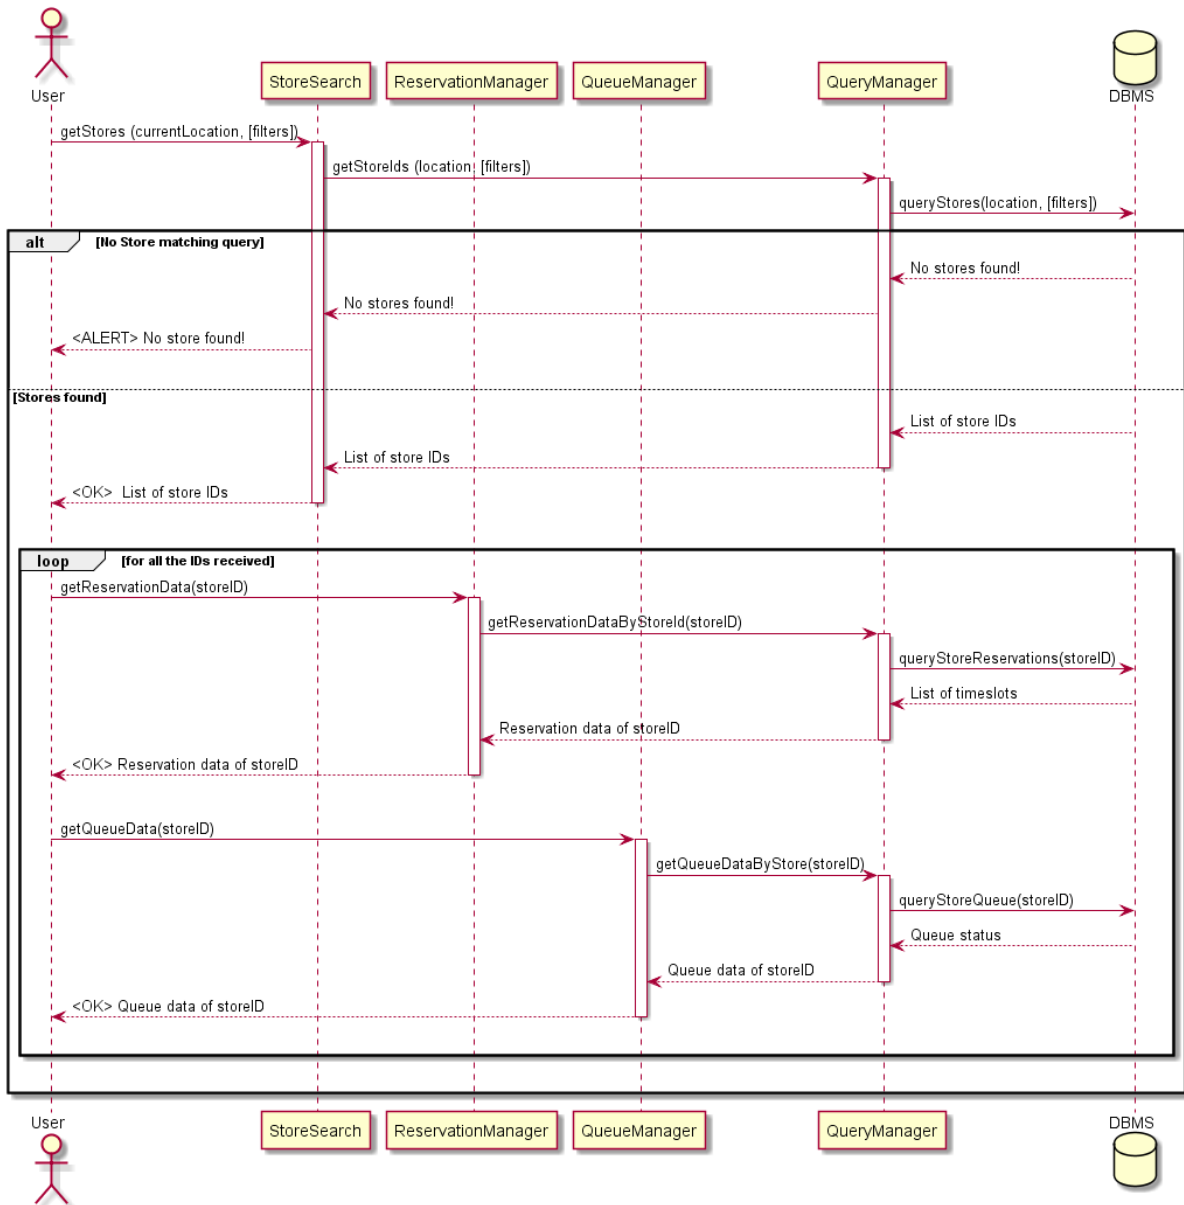 User
StoreSearch
ReservationManager
QueueManager
QueryManager
DBMS
getStores (currentLocation, [filters])
getStoreIds (location, [filters])
queryStores(location, [filters])
alt
[No Store matching query]
No stores found!
No stores found!
<ALERT> No store found!
[Stores found]
List of store IDs
List of store IDs
<OK>  List of store IDs
loop
[for all the IDs received]
getReservationData(storeID)
getReservationDataByStoreId(storeID)
queryStoreReservations(storeID)
List of timeslots
Reservation data of storeID
<OK> Reservation data of storeID
getQueueData(storeID)
getQueueDataByStore(storeID)
queryStoreQueue(storeID)
Queue status
Queue data of storeID
<OK> Queue data of storeID
User
StoreSearch
ReservationManager
QueueManager
QueryManager
DBMS